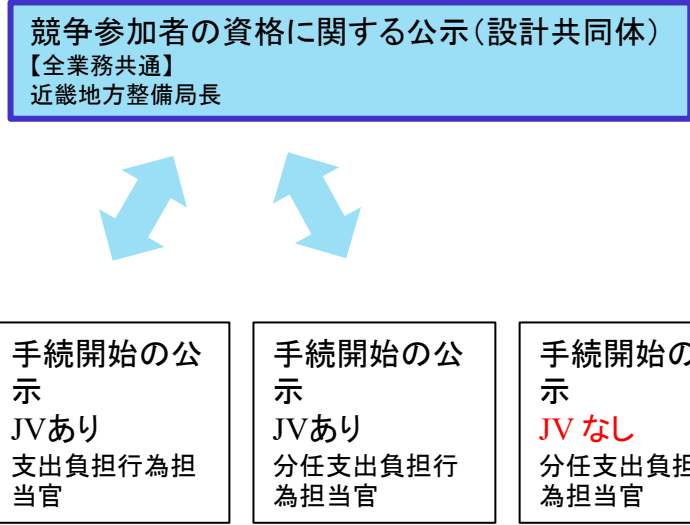 競争参加者の資格に関する公示（設計共同体）
【全業務共通】
近畿地方整備局長
手続開始の公
示
JVあり
支出負担行為担
当官
手続開始の公
示
JVあり
分任支出負担行
為担当官
手続開始の
示
JV なし
分任支出負担
為担当官